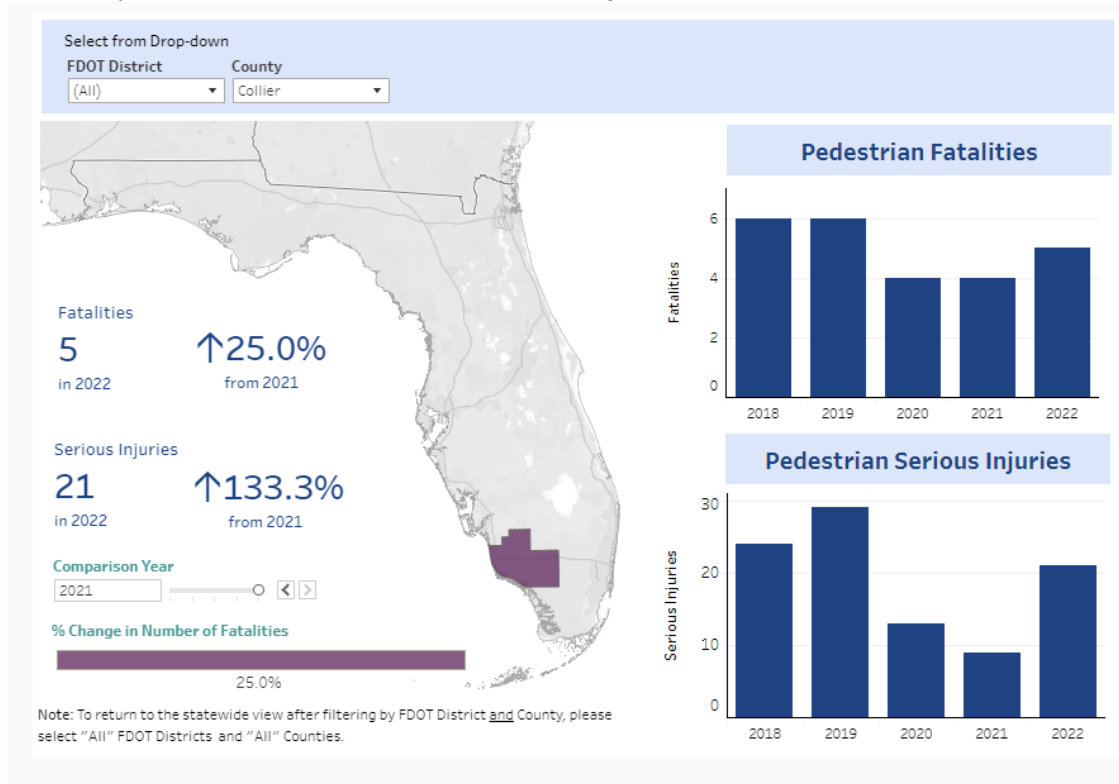 Select from Drop-down
FDOT District County
(All) Collier
Pedestrian Fatalities
6
4
2
0
Fatalities
2018 2019 2020 2021 2022
Fatalities
5 ↑25.0%
in 2022 from 2021
Serious Injuries
21 ↑133.3%
in 2022 from 2021
Comparison Year
2021
% Change in Number of Fatalities
25.0%
Note: To return to the statewide view after filtering by FDOT District and County, please
select "All" FDOT Districts and "All" Counties.
Pedestrian Serious Injuries
30
20
10
0
Serious Injuries
2018 2019 2020 2021 2022